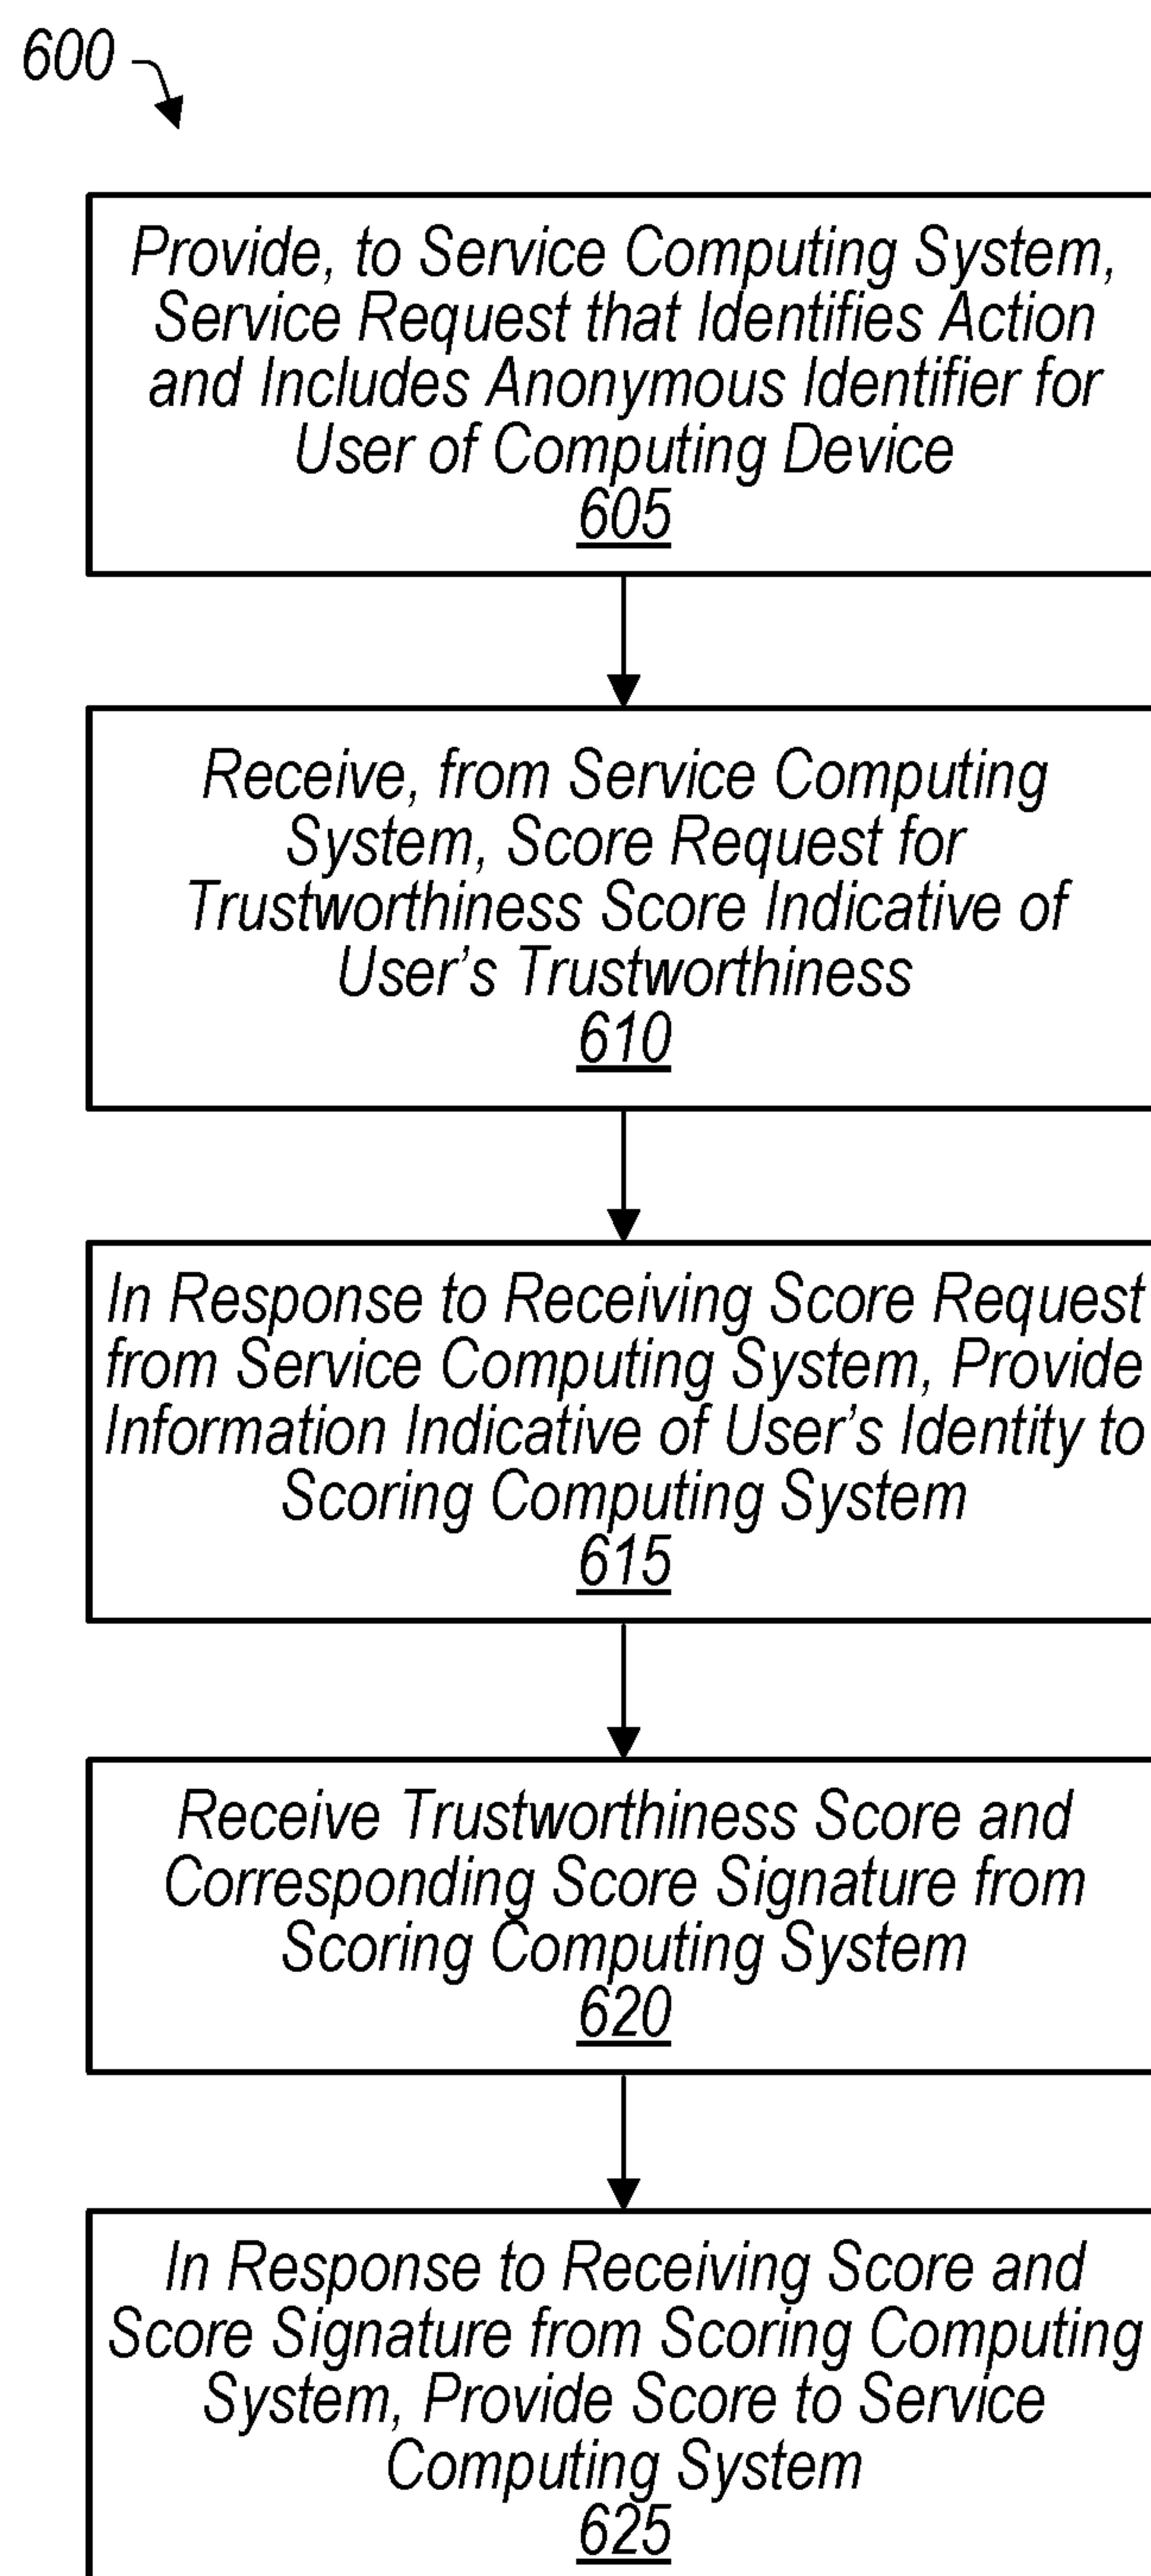 600
Provide, to Service Computing System,
Service Request that Identifies Action
and Includes Anonymous Identifier for
User of Computing Device
605
Receive, from Service Computing
System, Score Request for
Trustworthiness Score Indicative of
User’s Trustworthiness
610
In Response to Receiving Score Request
from Service Computing System, Provide
Information Indicative of User’s Identity to
Scoring Computing System
615
Receive Trustworthiness Score and
Corresponding Score Signature from
Scoring Computing System
620
In Response to Receiving Score and
Score Signature from Scoring Computing
System, Provide Score to Service
Computing System
625